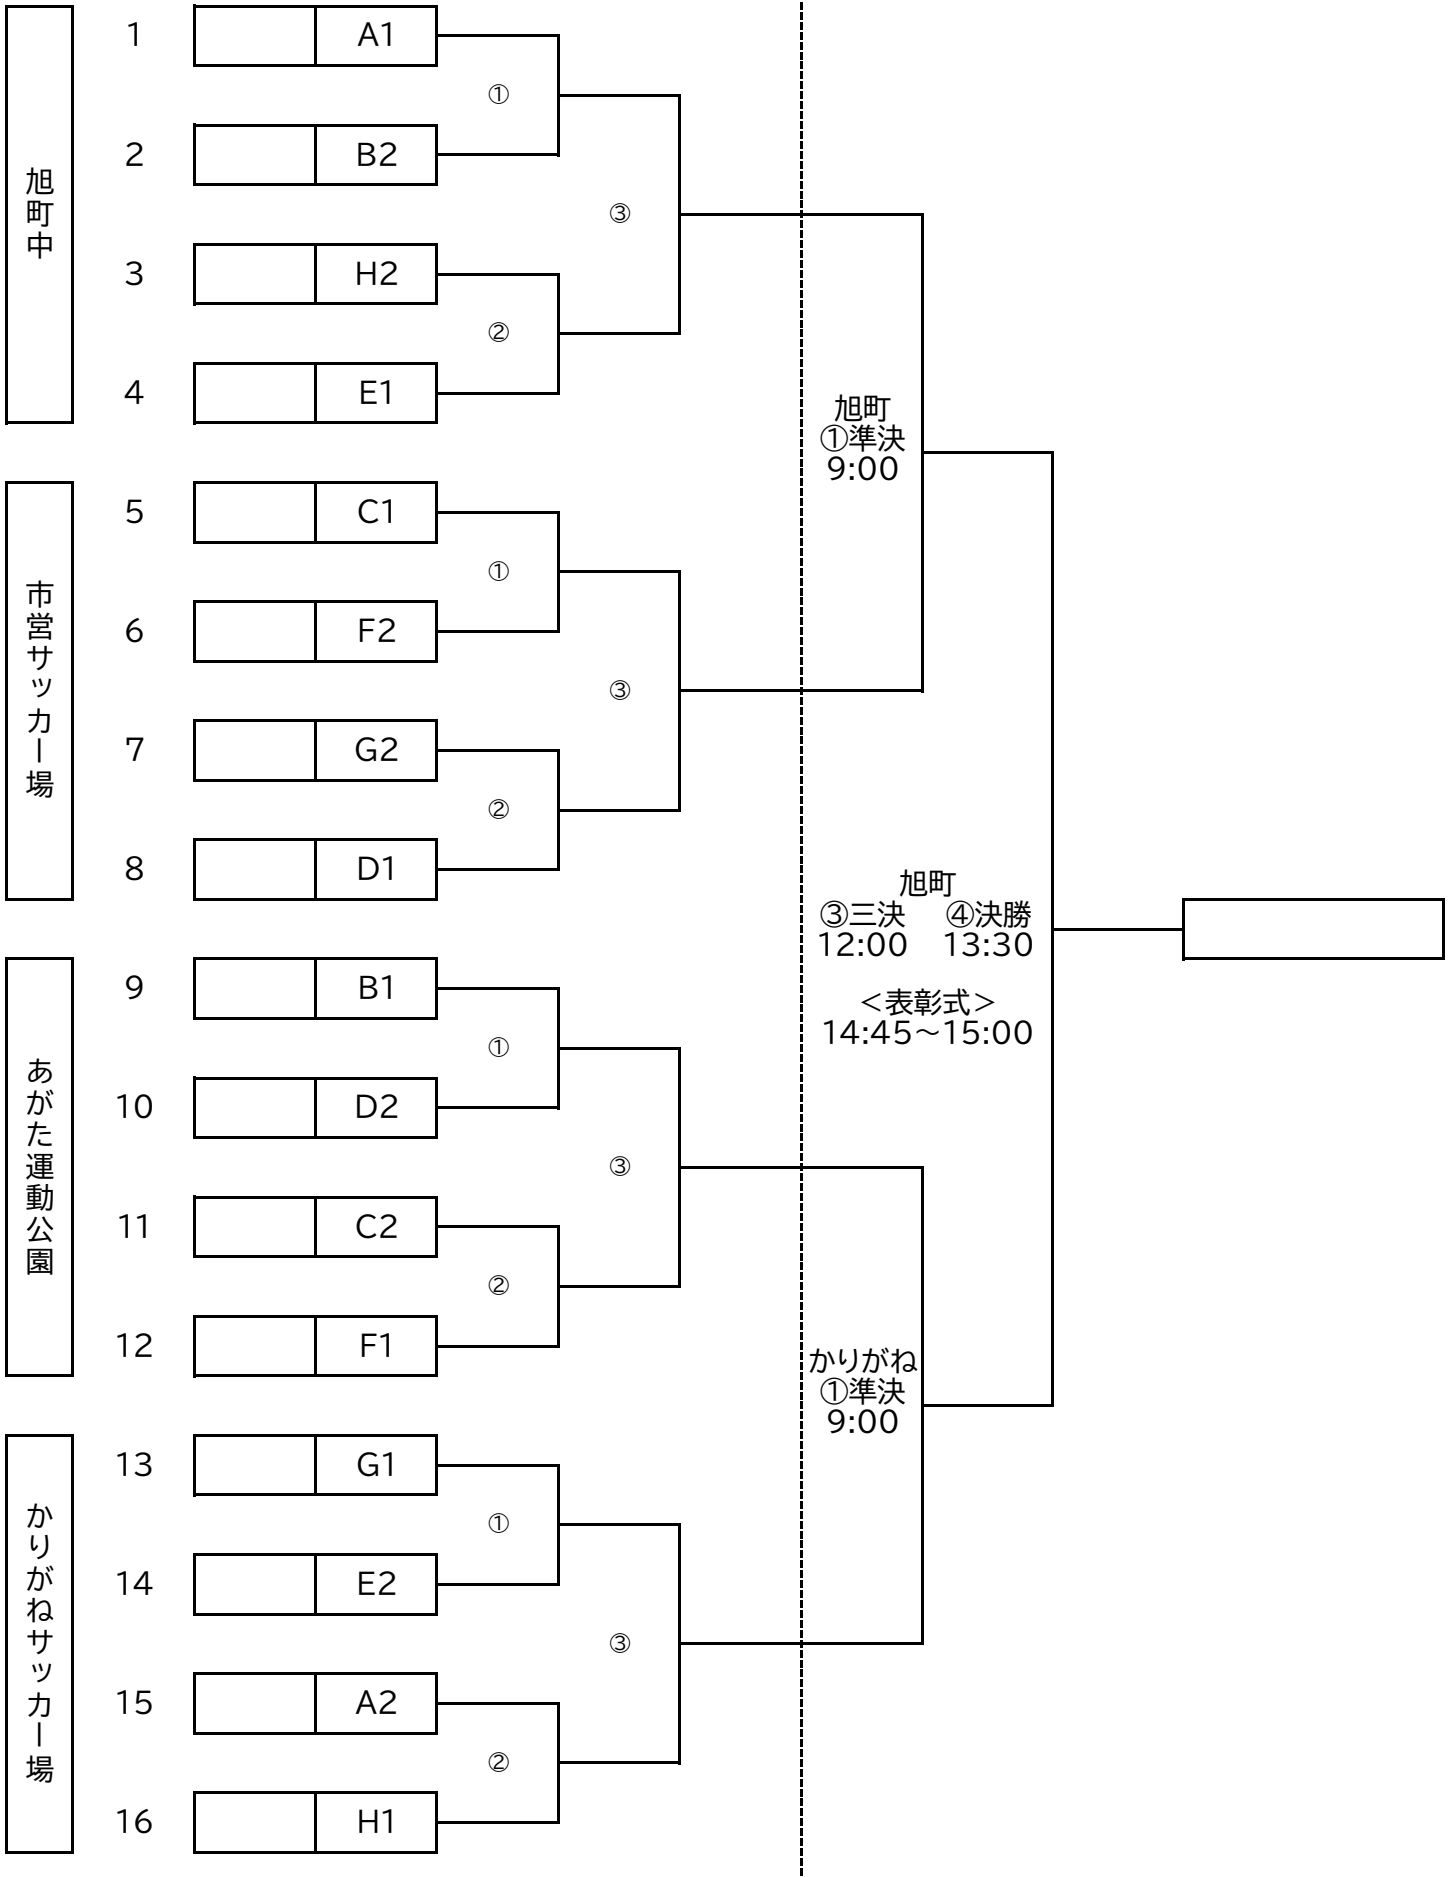 旭町中
1 A1
①
2 B2
③
3 H2
②
4 E1
市営サッカー場
5 C1
①
6 F2
③
7 G2
②
8 D1
あがた運動公園
9 B1
①
10 D2
③
11 C2
②
12 F1
かりがねサッカー場
13 G1
①
14 E2
③
15 A2
②
16 H1
旭町
①準決
9:00
旭町
③三決 ④決勝
12:00 13:30
＜表彰式＞
14:45～15:00
かりがね
①準決
9:00